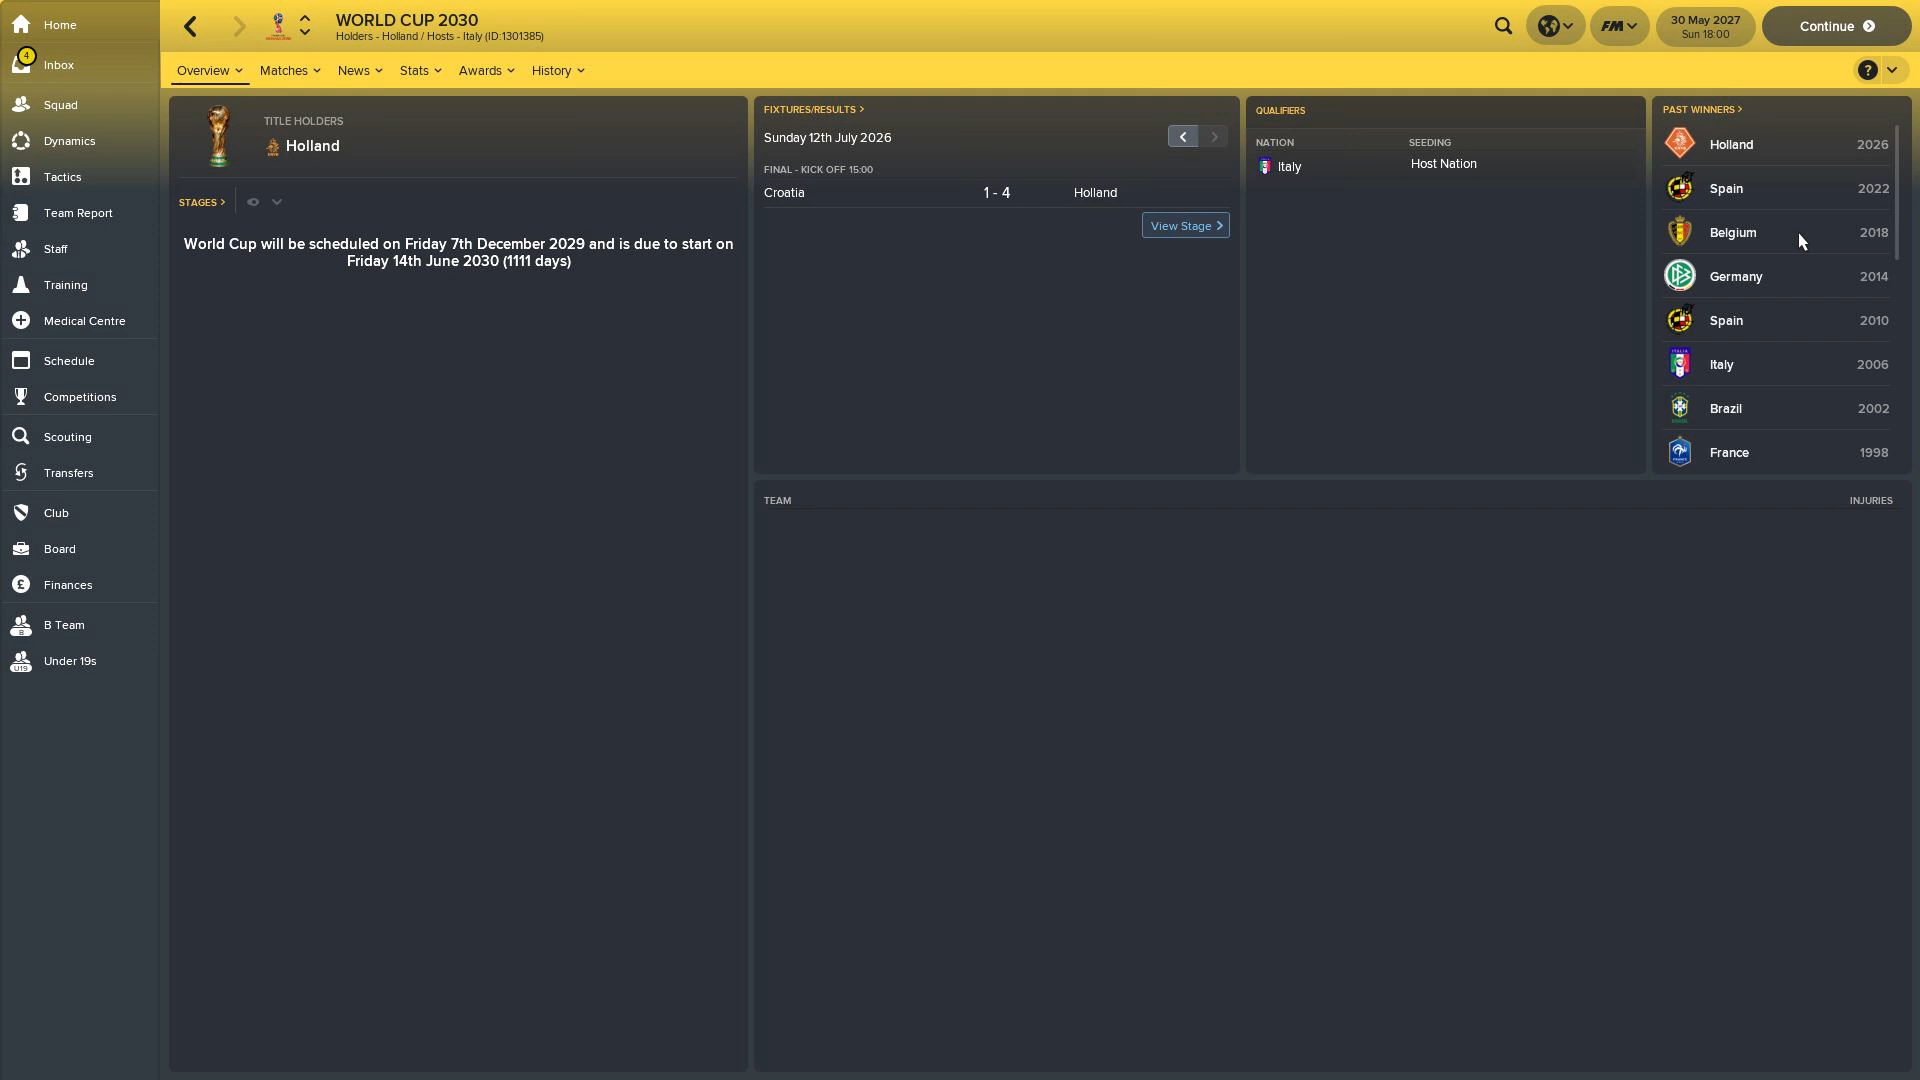 Home
4
Inbox
Squad
Dynamics
Tactics
Team Report
Staff
Training
Medical Centre
Schedule
Competitions
Scouting
Transfers
Club
Board
Finances
B
B Team
U19
Under 19s
WORLD CUP 2030
Holders - Holland / Hosts - Italy (ID:1301385)
FM
30 May 2027
Sun 18:00
Continue
Overview
Matches
News
Stats
Awards
History
?
TITLE HOLDERS
Holland
STAGES >
World Cup will be scheduled on Friday 7th December 2029 and is due to start on
Friday 14th June 2030 (1111 days)
FIXTURES/RESULTS >
Sunday 12th July 2026
FINAL - KICK OFF 15:00
Croatia 1 - 4 Holland
View Stage >
QUALIFIERS
NATION SEEDING
Italy Host Nation
PAST WINNERS >
Holland 2026
Spain 2022
Belgium 2018
Germany 2014
Spain 2010
Italy 2006
Brazil 2002
France 1998
TEAM INJURIES